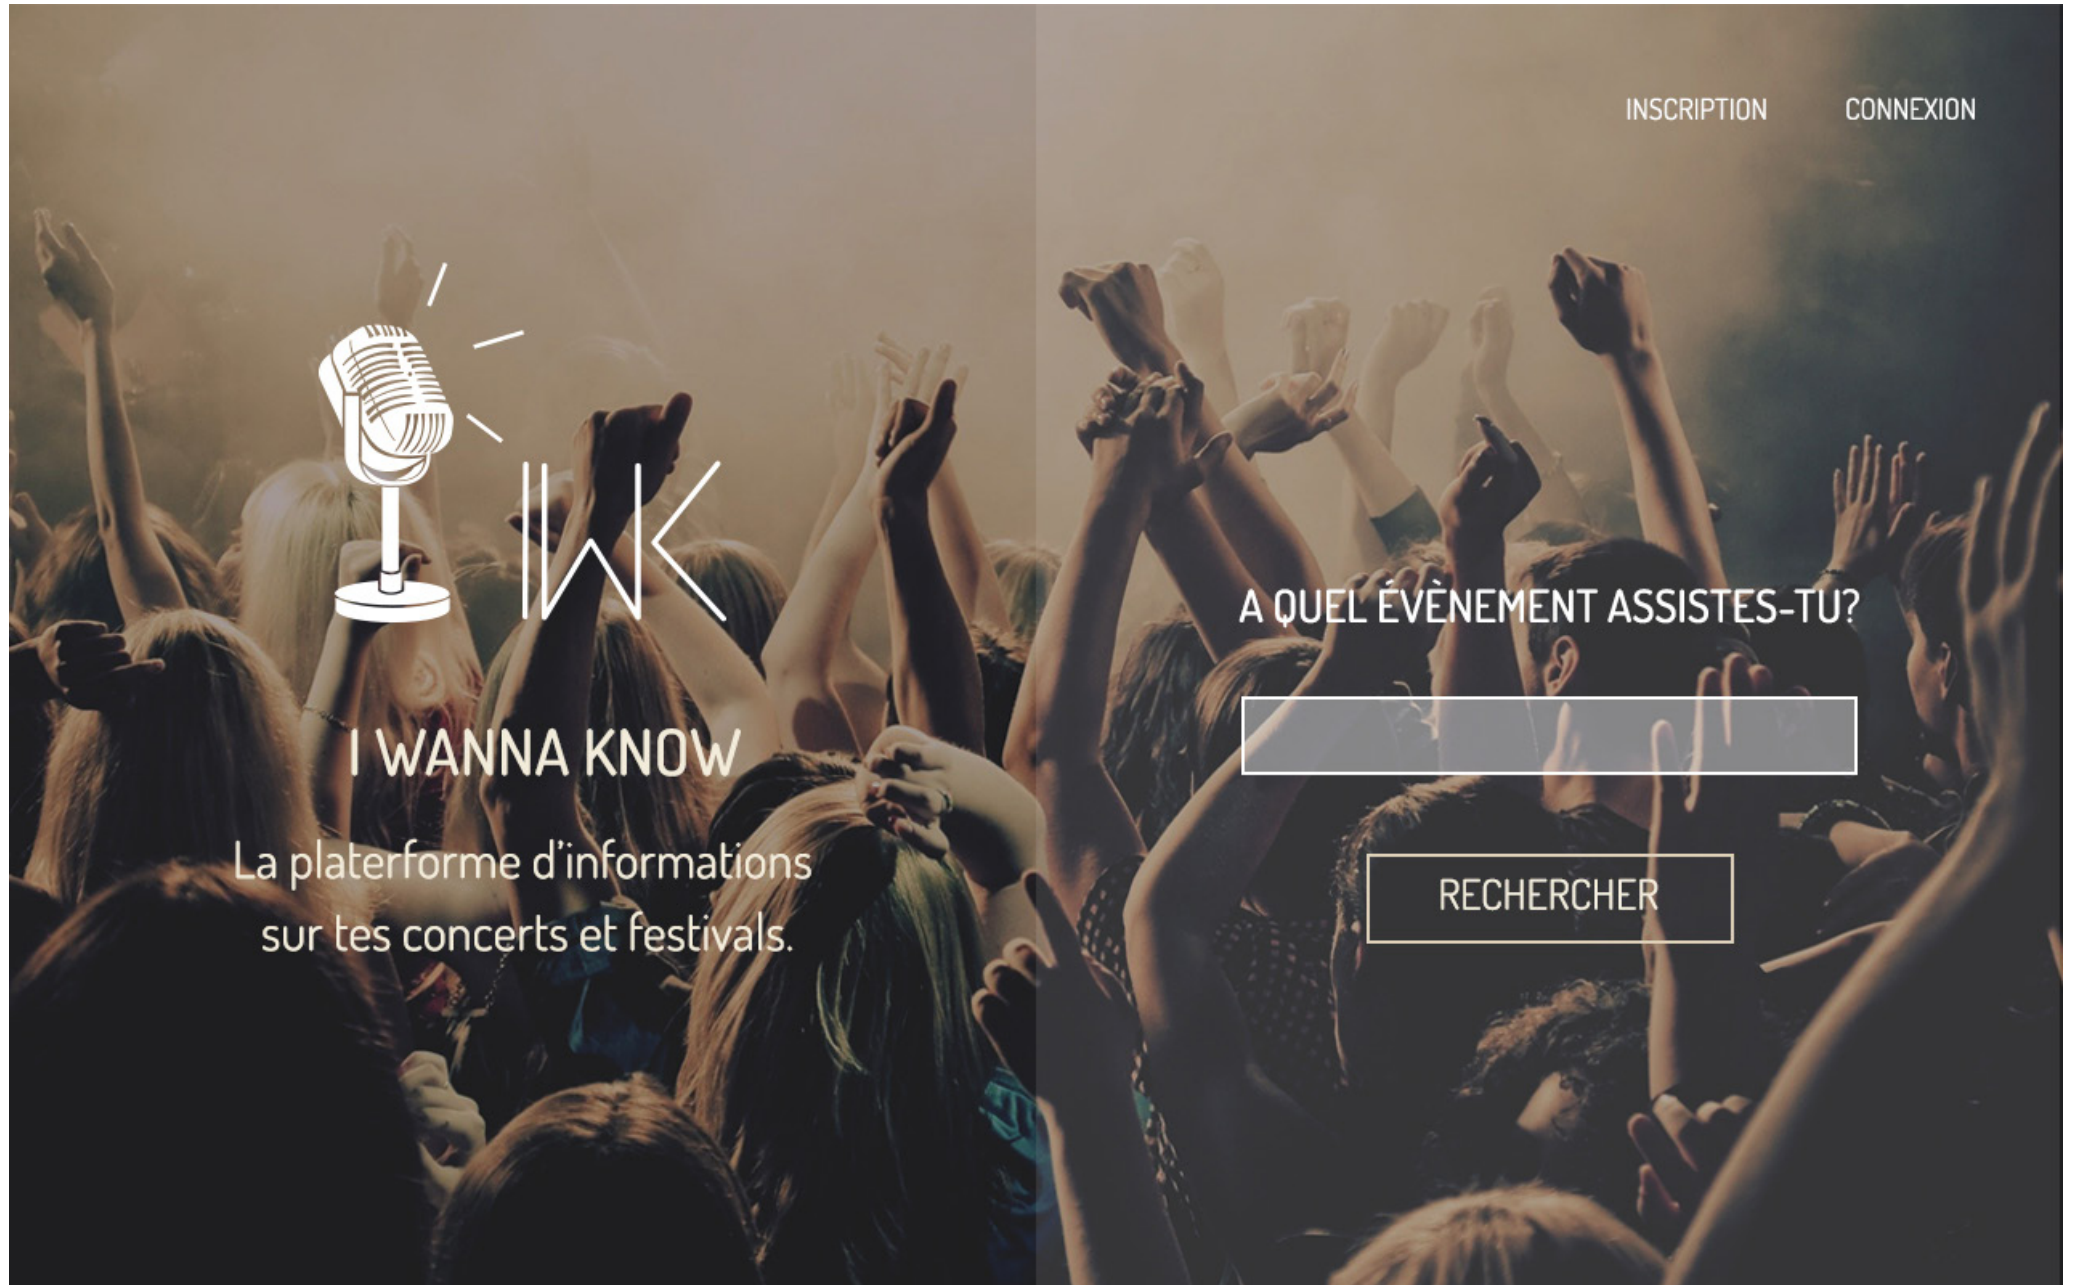 INSCRIPTION CONNEXION
IWK
I WANNA KNOW
La platerforme d’informations
sur tes concerts et festivals.
A QUEL ÉVÈNEMENT ASSISTES-TU?
RECHERCHER